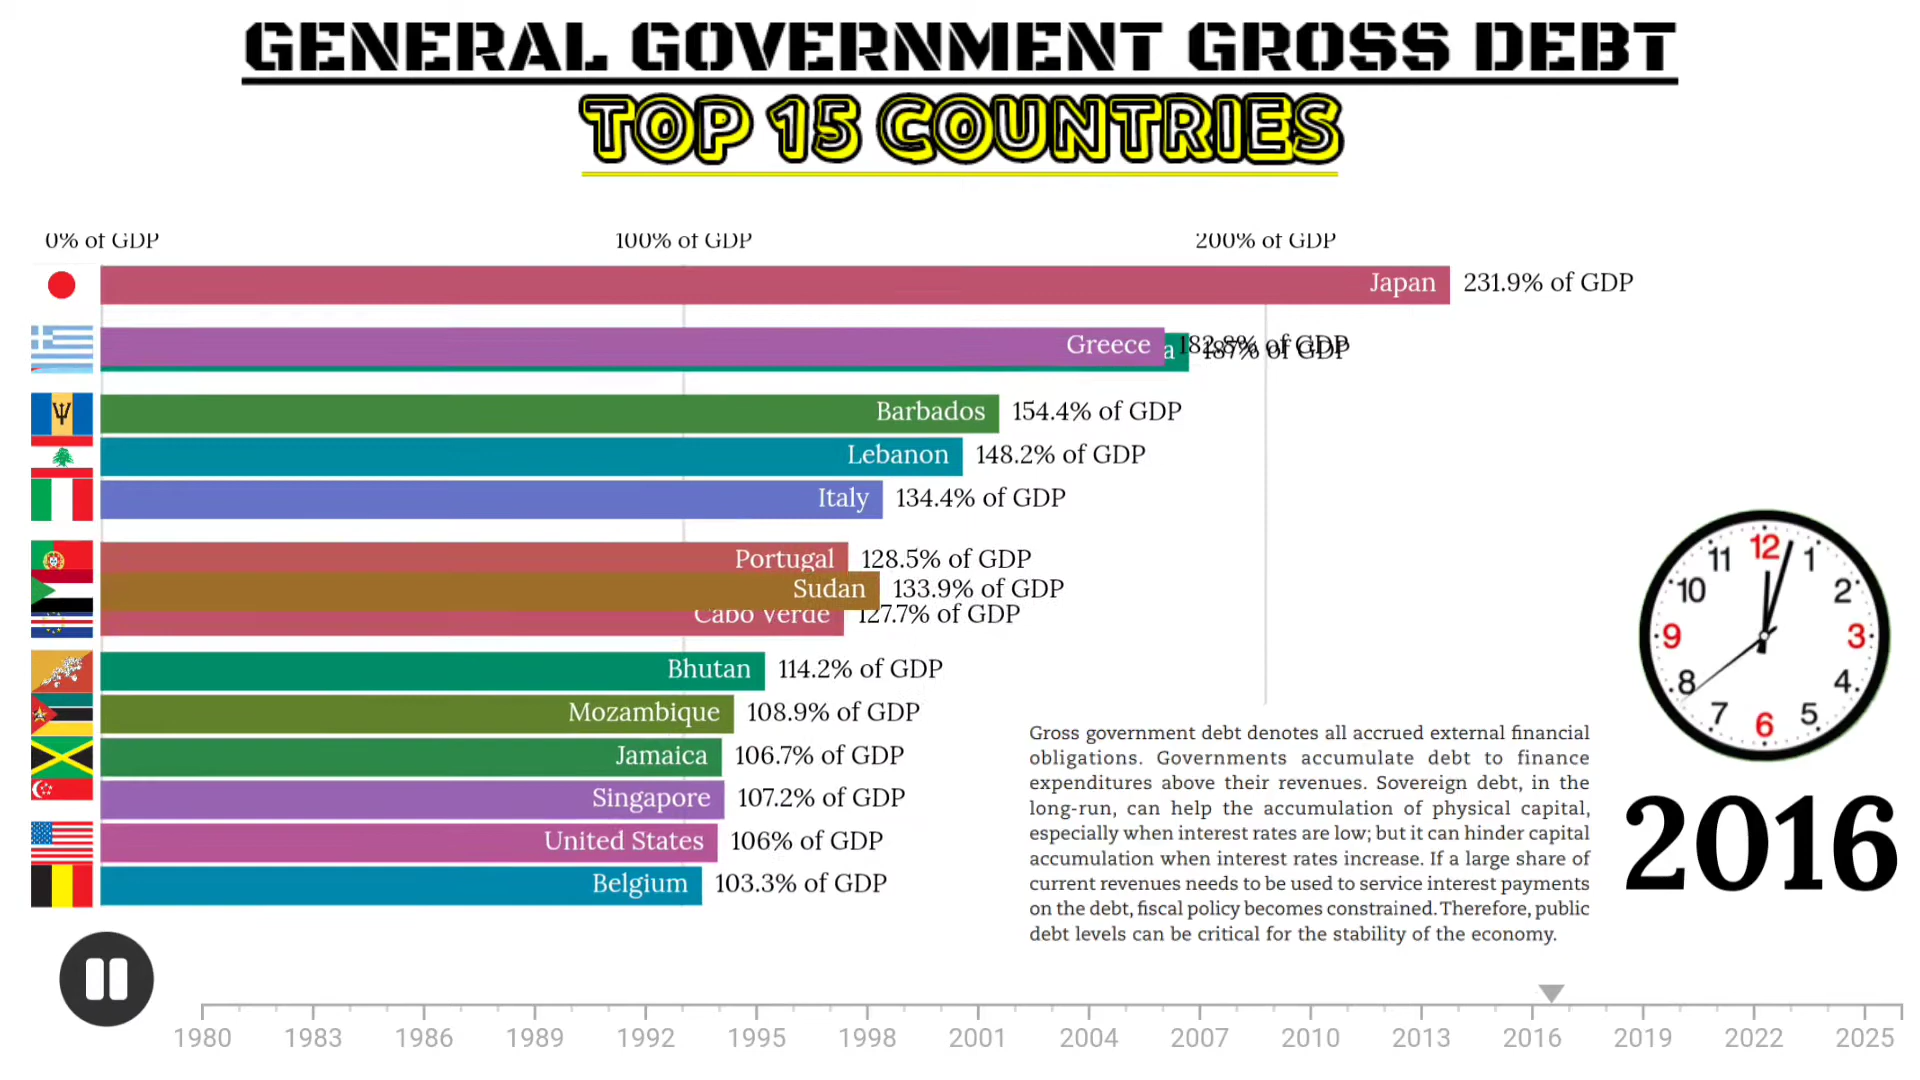 GENERAL GOVERNMENT GROSS DEBT
TOP 15 COUNTRIES
0% of GDP 100% of GDP 200% of GDP
Japan 231.9% of GDP
Greece 182.8% of GDP
a 187% of GDP
Barbados 154.4% of GDP
Lebanon 148.2% of GDP
Italy 134.4% of GDP
Portugal 128.5% of GDP
Sudan 133.9% of GDP
Cabo Verde 127.7% of GDP
Bhutan 114.2% of GDP
Mozambique 108.9% of GDP
Jamaica 106.7% of GDP
Singapore 107.2% of GDP
United States 106% of GDP
Belgium 103.3% of GDP
12 1 2 3 4 5 6 7 8 9 10 11
Gross government debt denotes all accrued external financial
obligations. Governments accumulate debt to finance
expenditures above their revenues. Sovereign debt, in the
long-run, can help the accumulation of physical capital,
especially when interest rates are low; but it can hinder capital
accumulation when interest rates increase. If a large share of
current revenues needs to be used to service interest payments
on the debt, fiscal policy becomes constrained. Therefore, public
debt levels can be critical for the stability of the economy.
2016
1980 1983 1986 1989 1992 1995 1998 2001 2004 2007 2010 2013 2016 2019 2022 2025